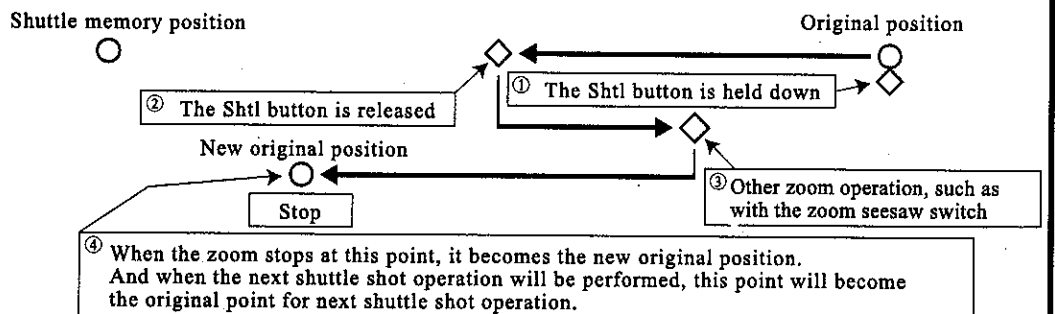 Shuttle memory position
Original position
① The Shtl button is held down
② The Shtl button is released
New original position
Stop
③ Other zoom operation, such as
with the zoom seesaw switch
④ When the zoom stops at this point, it becomes the new original position.
And when the next shuttle shot operation will be performed, this point will become
the original point for next shuttle shot operation.